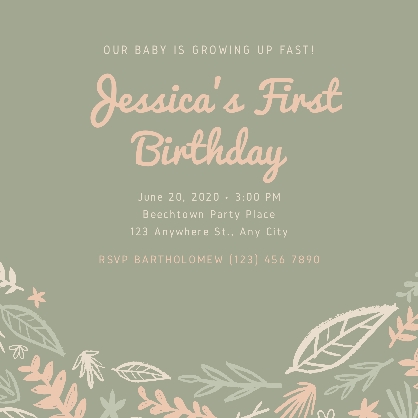 OUR BABY IS GROWING UP FAST!
Jessica's First
Birthday
June 20, 2020 • 3:00 PM
Beechtown Party Place
123 Anywhere St., Any City
RSVP BARTHOLOMEW (123) 456 7890